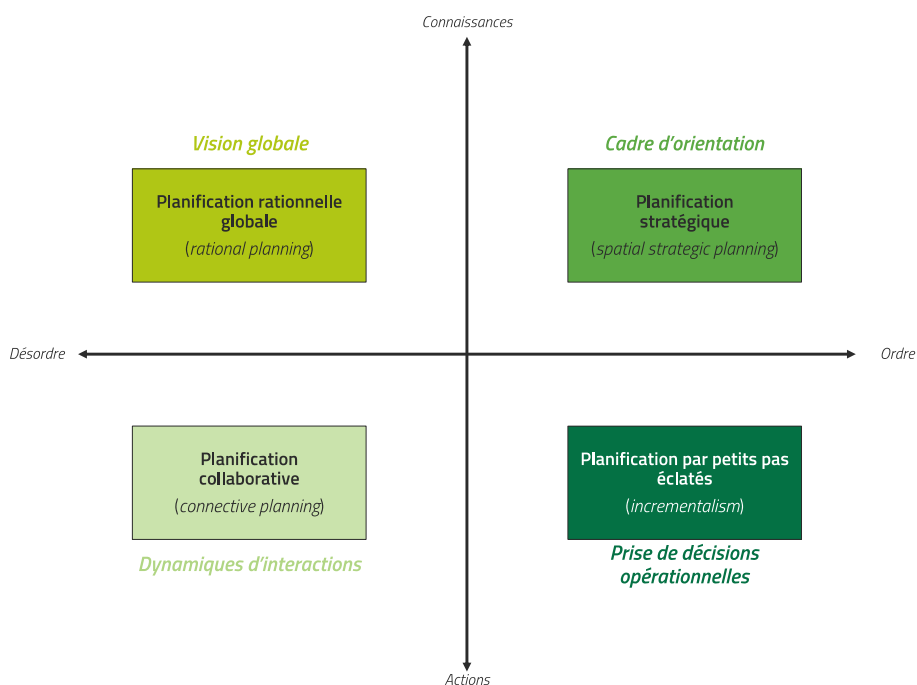 Connaissances
Vision globale
Planification rationnelle
globale
(rational planning)
Cadre d'orientation
Planification
stratégique
(spatial strategic planning)
Désordre
Ordre
Planification
collaborative
(connective planning)
Dynamiques d'interactions
Planification par petits pas
éclatés
(incrementalism)
Prise de décisions
opérationnelles
Actions